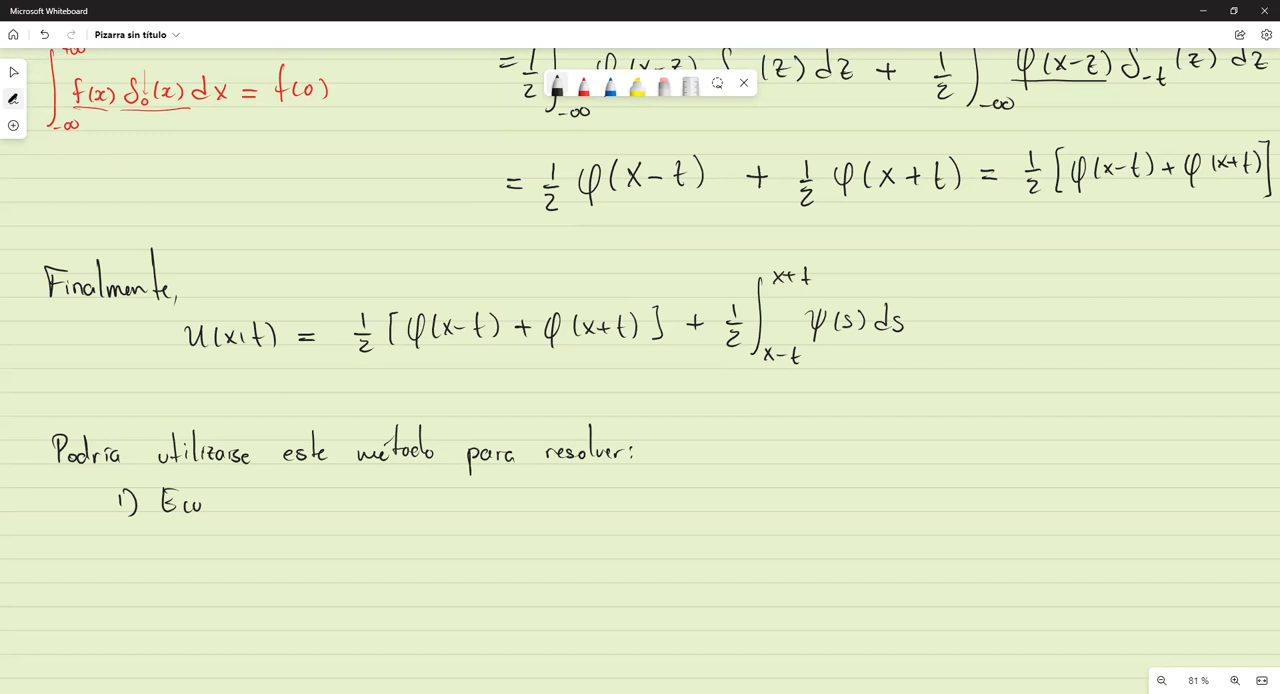 Microsoft Whiteboard
Pizarra sin título
= 1/2 ∫_{-∞} φ(x-z) δ (z) dz + 1/2 ∫_{-∞} φ(x-z) δ_{-t}(z) dz
∫_{-∞}^{+∞} f(x) δ_0(x) dx = f(0)
= 1/2 φ(x-t) + 1/2 φ(x+t) = 1/2 [φ(x-t) + φ(x+t)]
Finalmente,
u(x,t) = 1/2 [φ(x-t) + φ(x+t)] + 1/2 ∫_{x-t}^{x+t} ψ(s) ds
Podría utilizarse este método para resolver:
1) Ecu
81 %